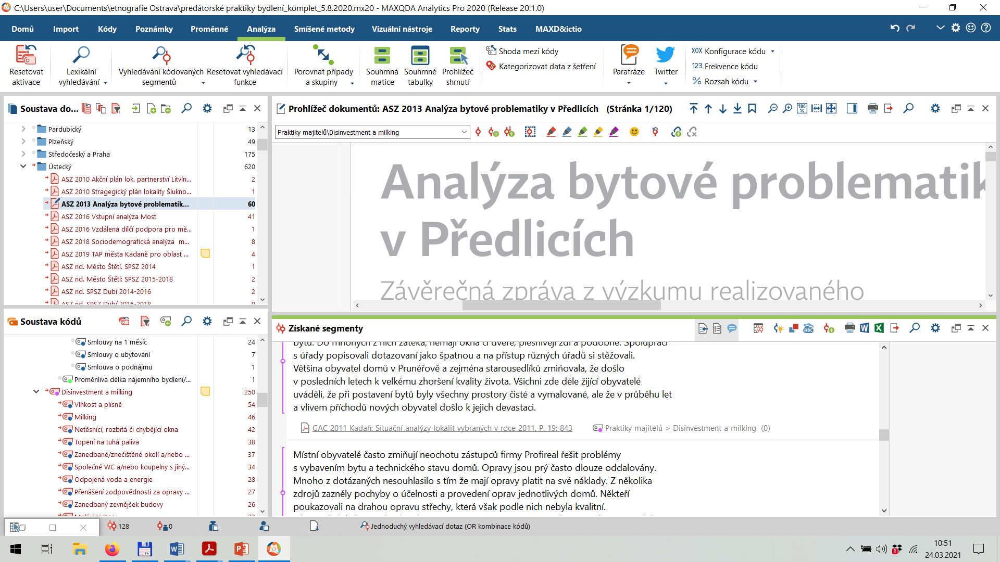 C:\Users\user\Documents\etnografie Ostrava\predátorské praktiky bydlení_komplet_5.8.2020.mx20 - MAXQDA Analytics Pro 2020 (Release 20.1.0)
Domů Import Kódy Poznámky Proměnné Analýza Smíšené metody Vizuální nástroje Reporty Stats MAXD&ictio
Resetovat aktivace
Lexikální vyhledávání
Vyhledávání kódovaných segmentů
Resetovat vyhledávací funkce
Porovnat případy a skupiny
Souhrnná matice
Souhrnné tabulky
Prohlížeč shrnutí
Shoda mezi kódy
Kategorizovat data z šetření
Parafráze
Twitter
XOX Konfigurace kódu
123 Frekvence kódu
% Rozsah kódu
Soustava do...
Pardubický 13
Plzeňský 49
Středočeský a Praha 175
Ústecký 620
ASZ 2010 Akční plán lok. partnerství Litvín... 2
ASZ 2010 Stragegický plán lokality Šlukno... 1
ASZ 2013 Analýza bytové problematik... 60
ASZ 2016 Vstupní analýza Most 41
ASZ 2016 Vzdálená dílčí podpora pro mě... 1
ASZ 2018 Sociodemografická analýza m... 8
ASZ 2019 TAP města Kadaně pro oblast ... 4
ASZ nd. Město Štětí. SPSZ 2014 1
ASZ nd. Město Štětí: SPSZ 2015-2018 2
ASZ nd. SPSZ Dubí 2014-2016 2
ASZ nd. SPSZ Dubí 2016-2018 0
Prohlížeč dokumentů: ASZ 2013 Analýza bytové problematiky v Předlicích (Stránka 1/120)
100 %
Praktiky majitelů\Disinvestment a milking
Analýza bytové problematik
v Předlicích
Závěrečná zpráva z výzkumu realizovaného
Soustava kódů
Smlouvy na 1 měsíc 24
Smlouvy o ubytování 7
Smlouva o podnájmu 1
Proměnlivá délka nájemního bydlení/... 1
Disinvestment a milking 250
Vlhkost a plísně 54
Milking 46
Netěsnící, rozbitá či chybějící okna 42
Topení na tuhá paliva 38
Zanedbané/znečištěné okolí a/nebo ... 37
Společné WC a/nebo koupelny s jiný... 34
Odpojená voda a energie 28
Přenášení zodpovědnosti za opravy ... 27
Zanedbaný zevnějšek budovy 26
Malý prostor
Získané segmenty
ABC
bytů. Do mnohých z nich zatéká, nemají okna či dveře, plesnivějí zdi a podobně. Spolupráci
s úřady popisovali dotazovaní jako špatnou a na přístup různých úřadů si stěžovali.
Většina obyvatel domů v Prunéřově a zejména starousedlíků zmiňovala, že došlo
v posledních letech k velkému zhoršení kvality života. Všichni zde déle žijící obyvatelé
uváděli, že při postavení bytů byly všechny prostory čisté a vymalované, ale že v průběhu let
a vlivem příchodů nových obyvatel došlo k jejich devastaci.
GAC 2011 Kadaň: Situační analýzy lokalit vybraných v roce 2011, P. 19: 843
Praktiky majitelů > Disinvestment a milking (0)
Místní obyvatelé často zmiňují neochotu zástupců firmy Profireal řešit problémy
s vybavením bytu a technického stavu domů. Opravy jsou prý často dlouze oddalovány.
Mnoho z dotázaných nesouhlasilo s tím že mají opravy platit na své náklady. Z několika
zdrojů zazněly pochyby o účelnosti a provedení oprav jednotlivých domů. Někteří
poukazovali na drahou opravu střechy, která však podle nich nebyla kvalitní.
128 0
Jednoduchý vyhledávací dotaz (OR kombinace kódů)
64
1
10:51
24.03.2021